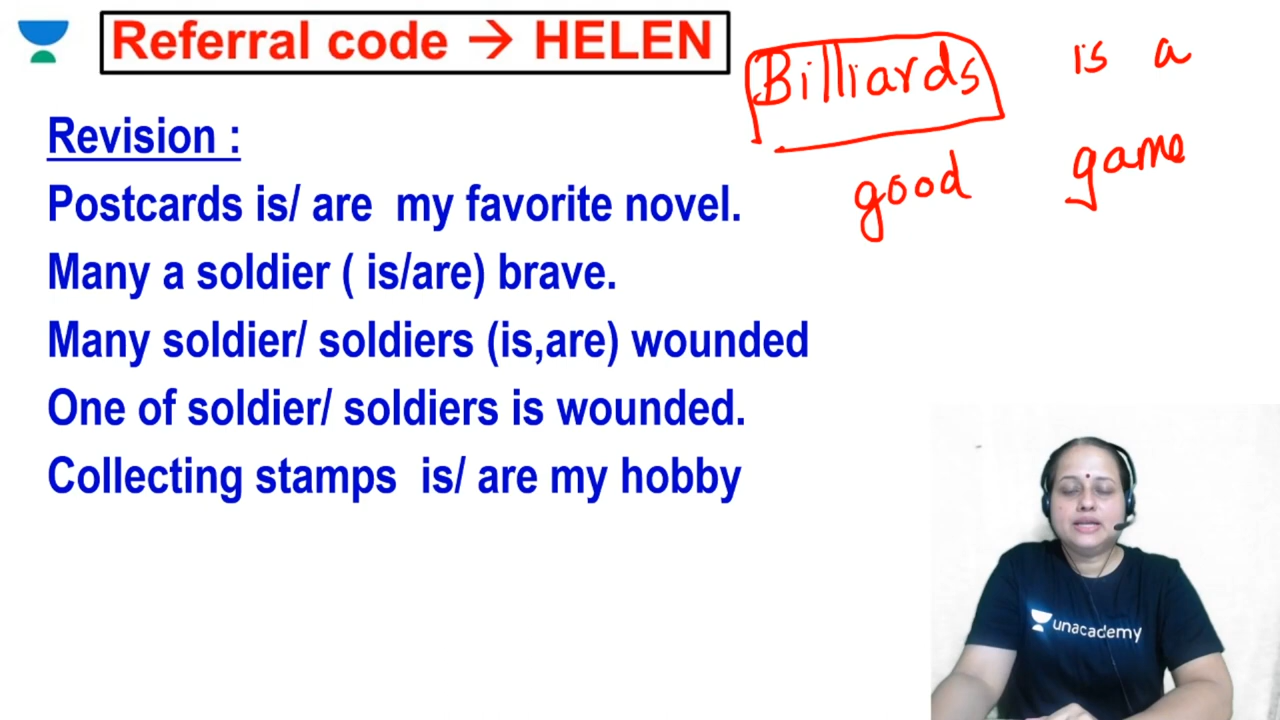 Referral code → HELEN
Billiards is a
good game
Revision :
Postcards is/ are my favorite novel.
Many a soldier ( is/are) brave.
Many soldier/ soldiers (is,are) wounded
One of soldier/ soldiers is wounded.
Collecting stamps is/ are my hobby
unacademy